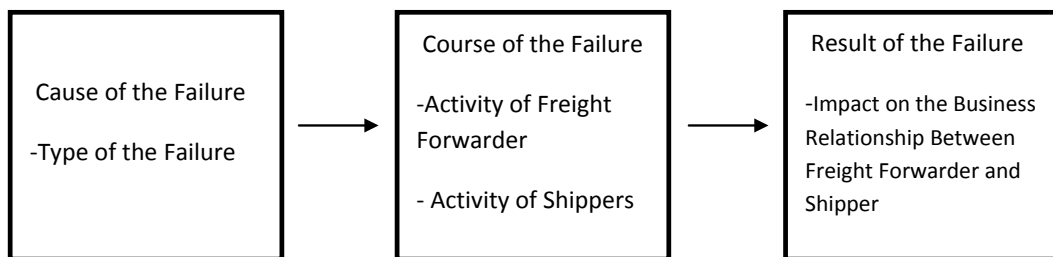 Cause of the Failure
-Type of the Failure
Course of the Failure
-Activity of Freight
Forwarder
- Activity of Shippers
Result of the Failure
-Impact on the Business
Relationship Between
Freight Forwarder and
Shipper